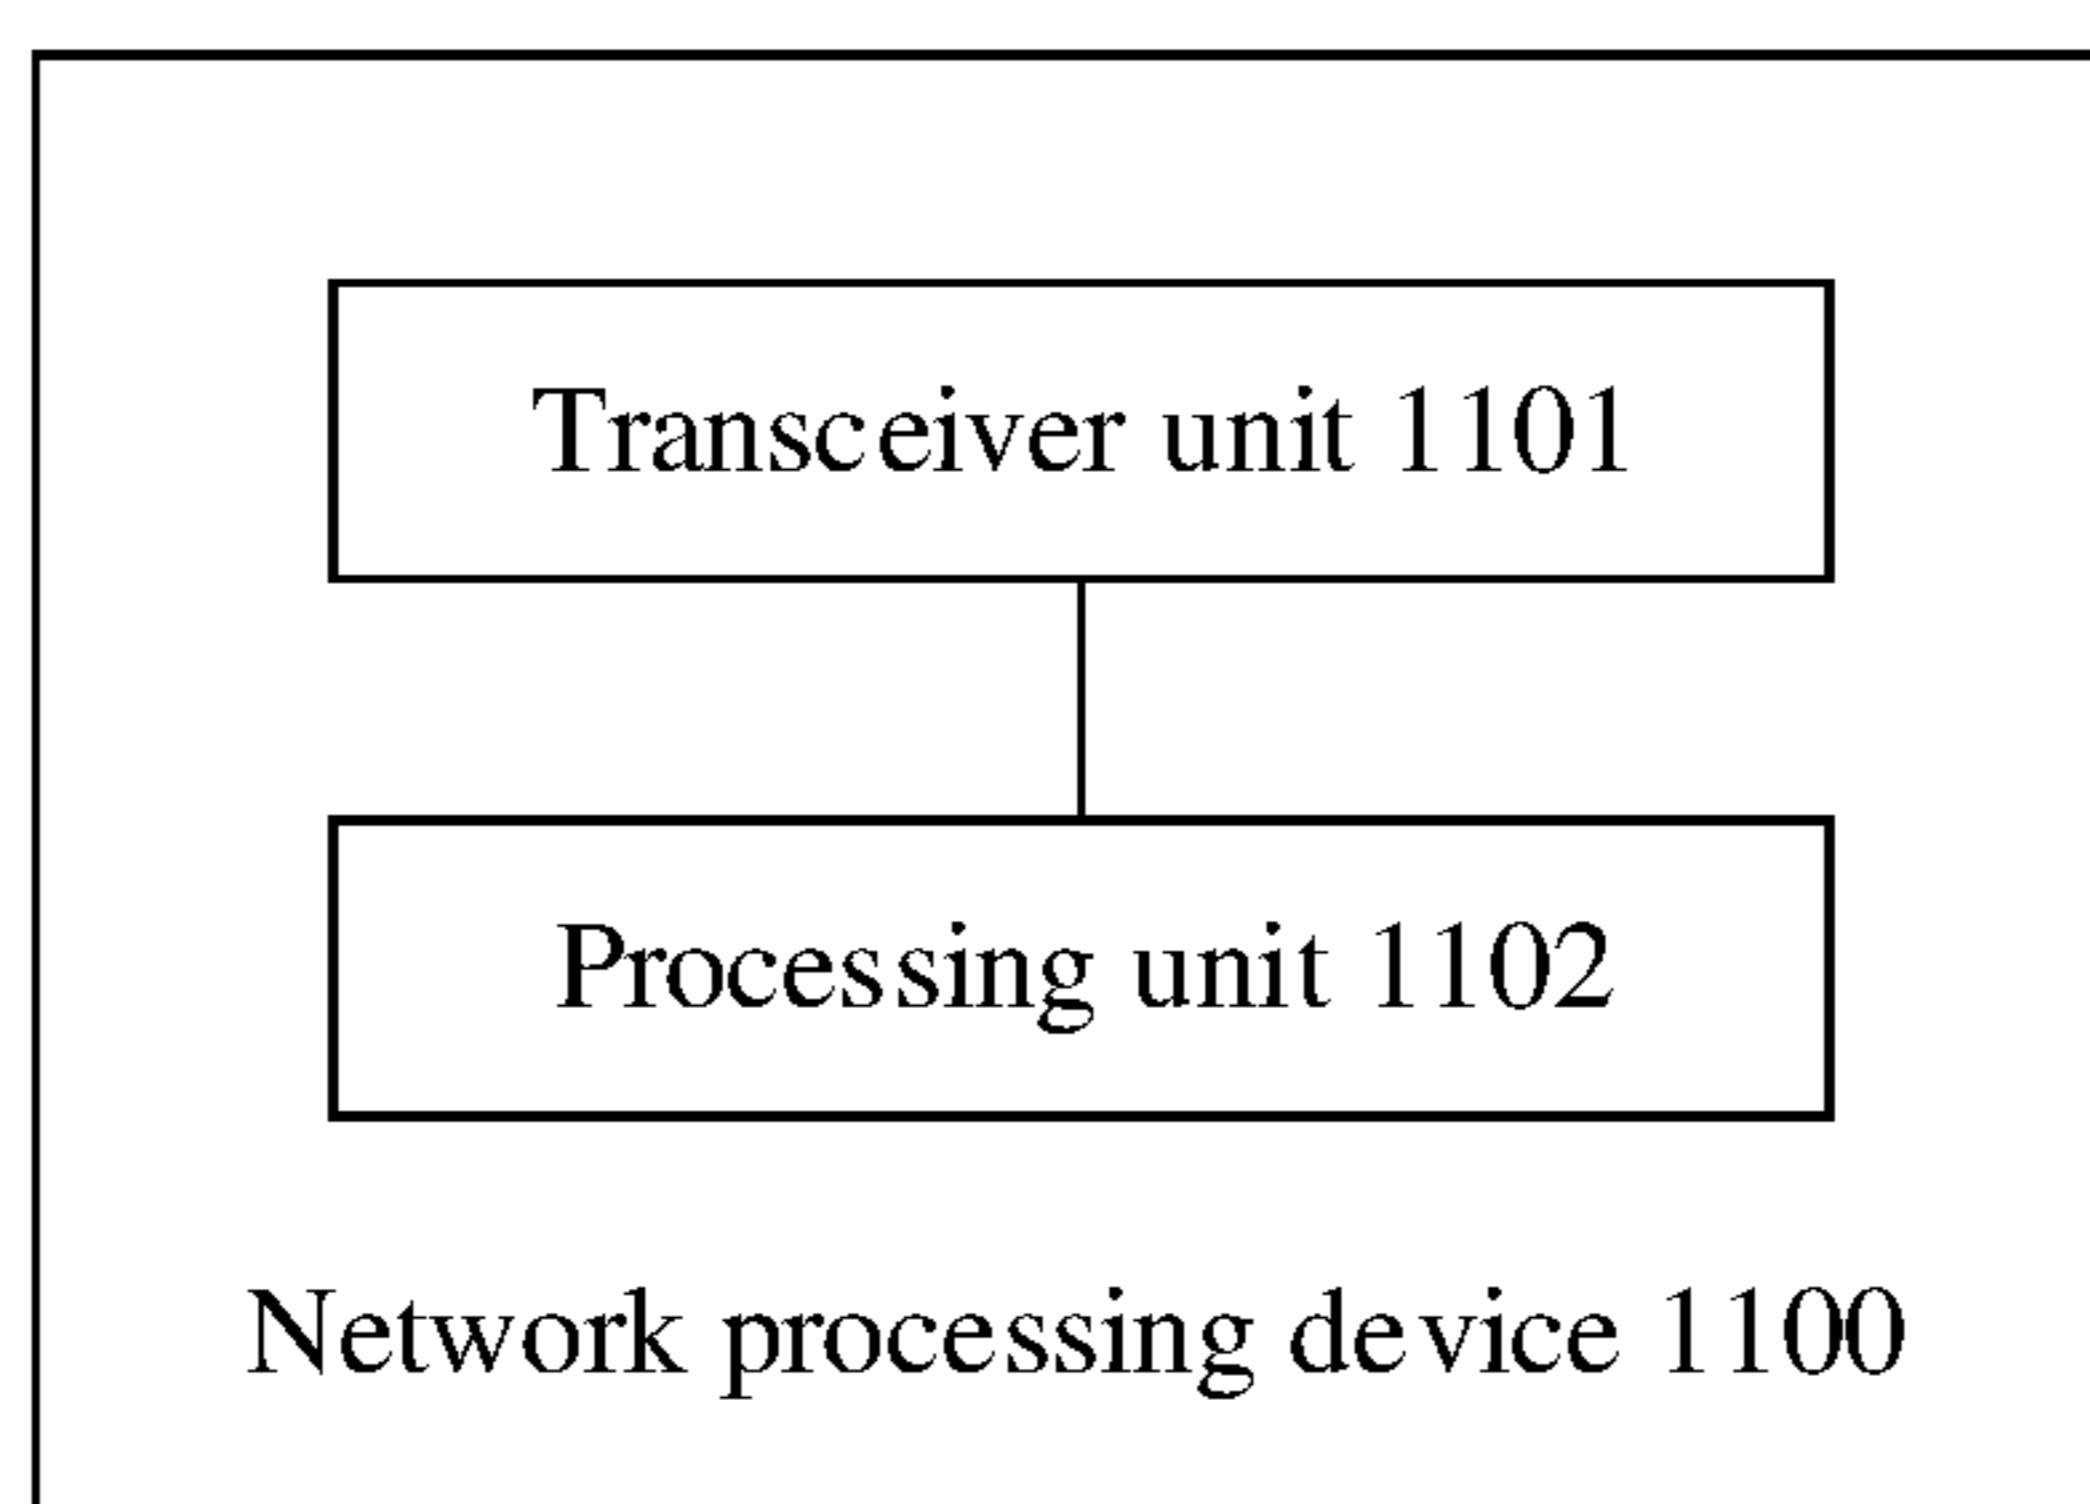 Transceiver unit 1101
Processing unit 1102
Network processing device 1100